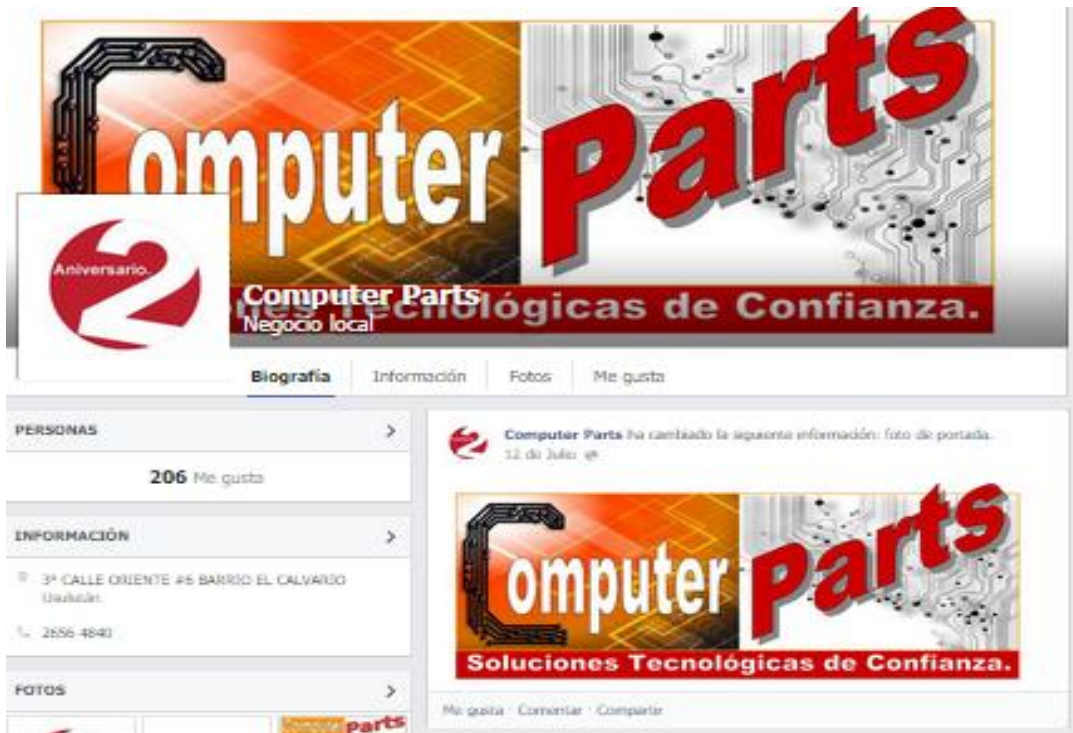 Computer Parts
Aniversario. 2
Computer Parts
Negocio local
Tecnológicas de Confianza.
Biografía Información Fotos Me gusta
PERSONAS
206 Me gusta
INFORMACIÓN
3ª CALLE ORIENTE #6 BARRIO EL CALVARIO
Usulután.
2656-4840
FOTOS
Parts
Computer Parts ha cambiado la siguiente información: foto de portada.
12 de Julio
Computer Parts
Soluciones Tecnológicas de Confianza.
Me gusta · Comentar · Compartir